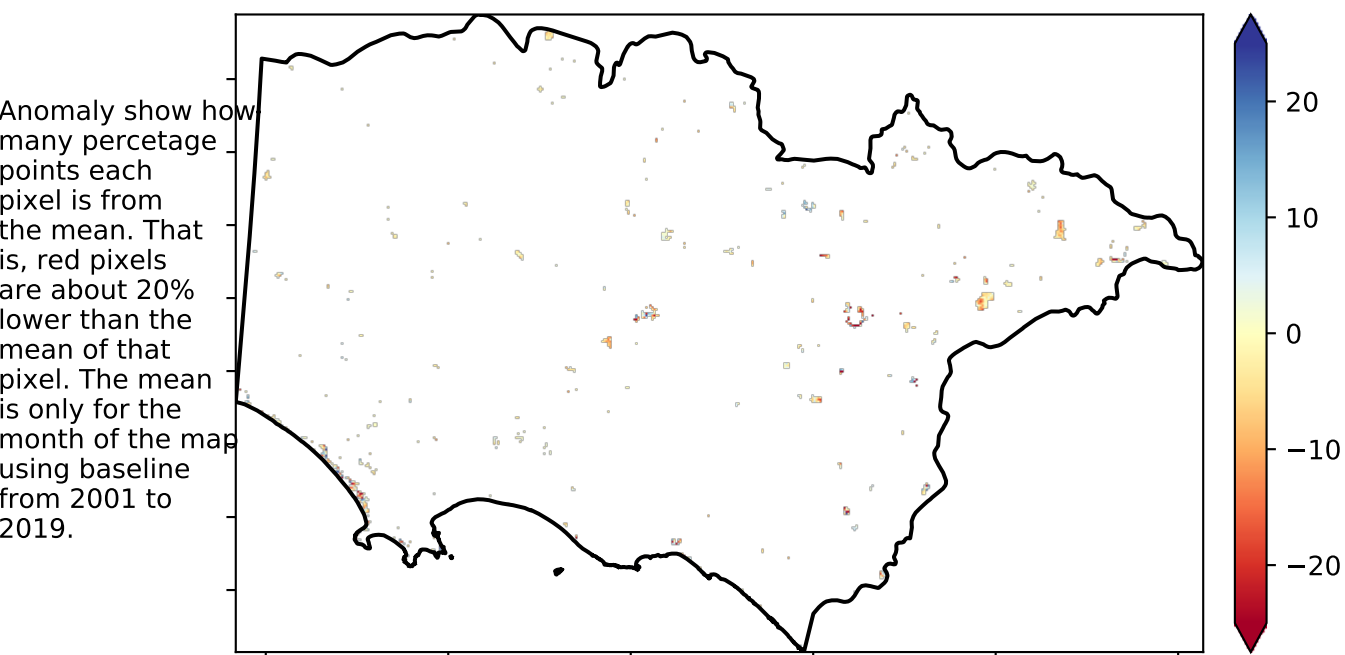 Anomaly show how
many percetage
points each
pixel is from
the mean. That
is, red pixels
are about 20%
lower than the
mean of that
pixel. The mean
is only for the
month of the map
using baseline
from 2001 to
2019.
20
10
0
−10
−20